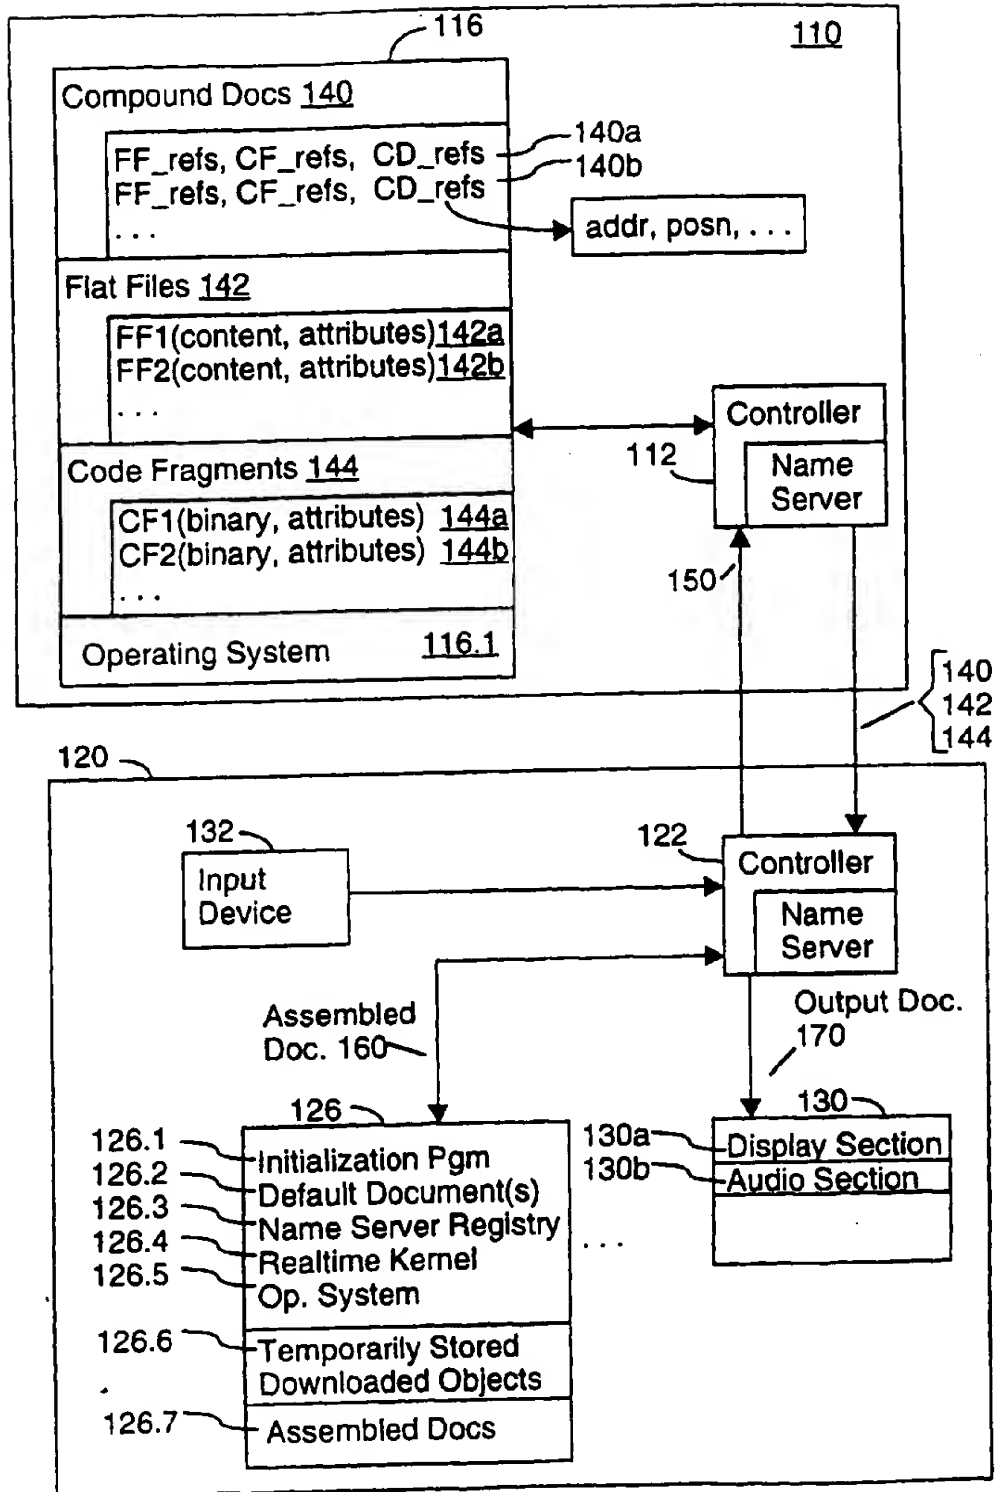 116
110
Compound Docs 140
FF_refs, CF_refs, CD_refs
140a
FF_refs, CF_refs, CD_refs
140b
. . .
addr, posn, . . .
Flat Files 142
FF1(content, attributes)142a
FF2(content, attributes)142b
. . .
Controller
112
Name
Server
Code Fragments 144
CF1(binary, attributes) 144a
CF2(binary, attributes) 144b
. . .
150
Operating System 116.1
140
142
144
120
132
122
Input
Device
Controller
Name
Server
Assembled
Doc. 160
Output Doc.
170
126
130
126.1
Initialization Pgm
126.2
Default Document(s)
126.3
Name Server Registry
126.4
Realtime Kernel
126.5
Op. System
126.6
Temporarily Stored
Downloaded Objects
126.7
Assembled Docs
. . .
130a
Display Section
130b
Audio Section